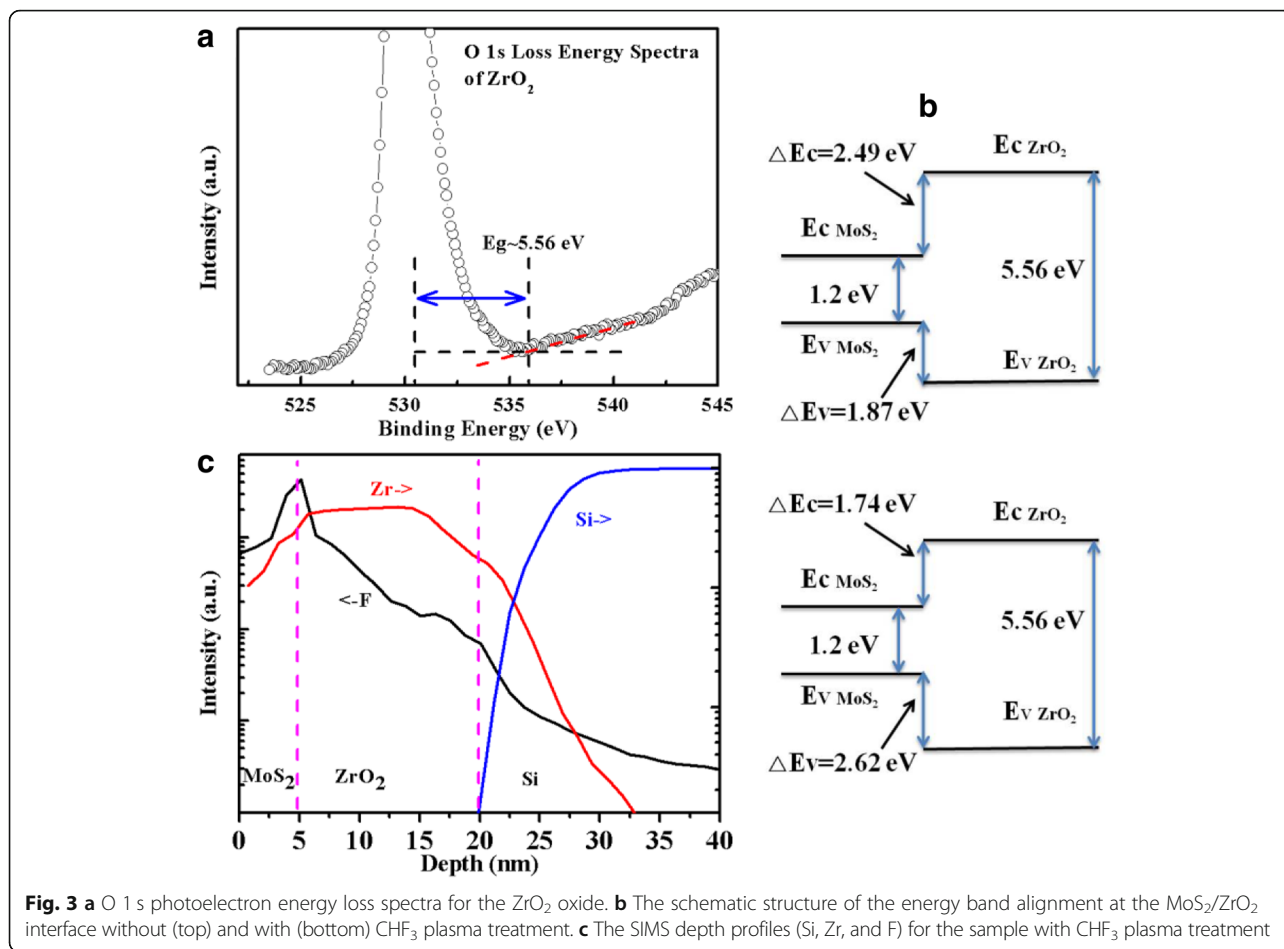 a
O 1s Loss Energy Spectra
of ZrO₂
Eg~5.56 eV
Intensity (a.u.)
525 530 535 540 545
Binding Energy (eV)
b
△Ec=2.49 eV
Ec ZrO₂
Ec MoS₂
1.2 eV
5.56 eV
Ev MoS₂
Ev ZrO₂
△Ev=1.87 eV
△Ec=1.74 eV
Ec ZrO₂
Ec MoS₂
1.2 eV
5.56 eV
Ev MoS₂
Ev ZrO₂
△Ev=2.62 eV
c
Zr->
Si->
<-F
Intensity (a.u.)
MoS₂ ZrO₂ Si
0 5 10 15 20 25 30 35 40
Depth (nm)
Fig. 3 a O 1 s photoelectron energy loss spectra for the ZrO₂ oxide. b The schematic structure of the energy band alignment at the MoS₂/ZrO₂
interface without (top) and with (bottom) CHF₃ plasma treatment. c The SIMS depth profiles (Si, Zr, and F) for the sample with CHF₃ plasma treatment